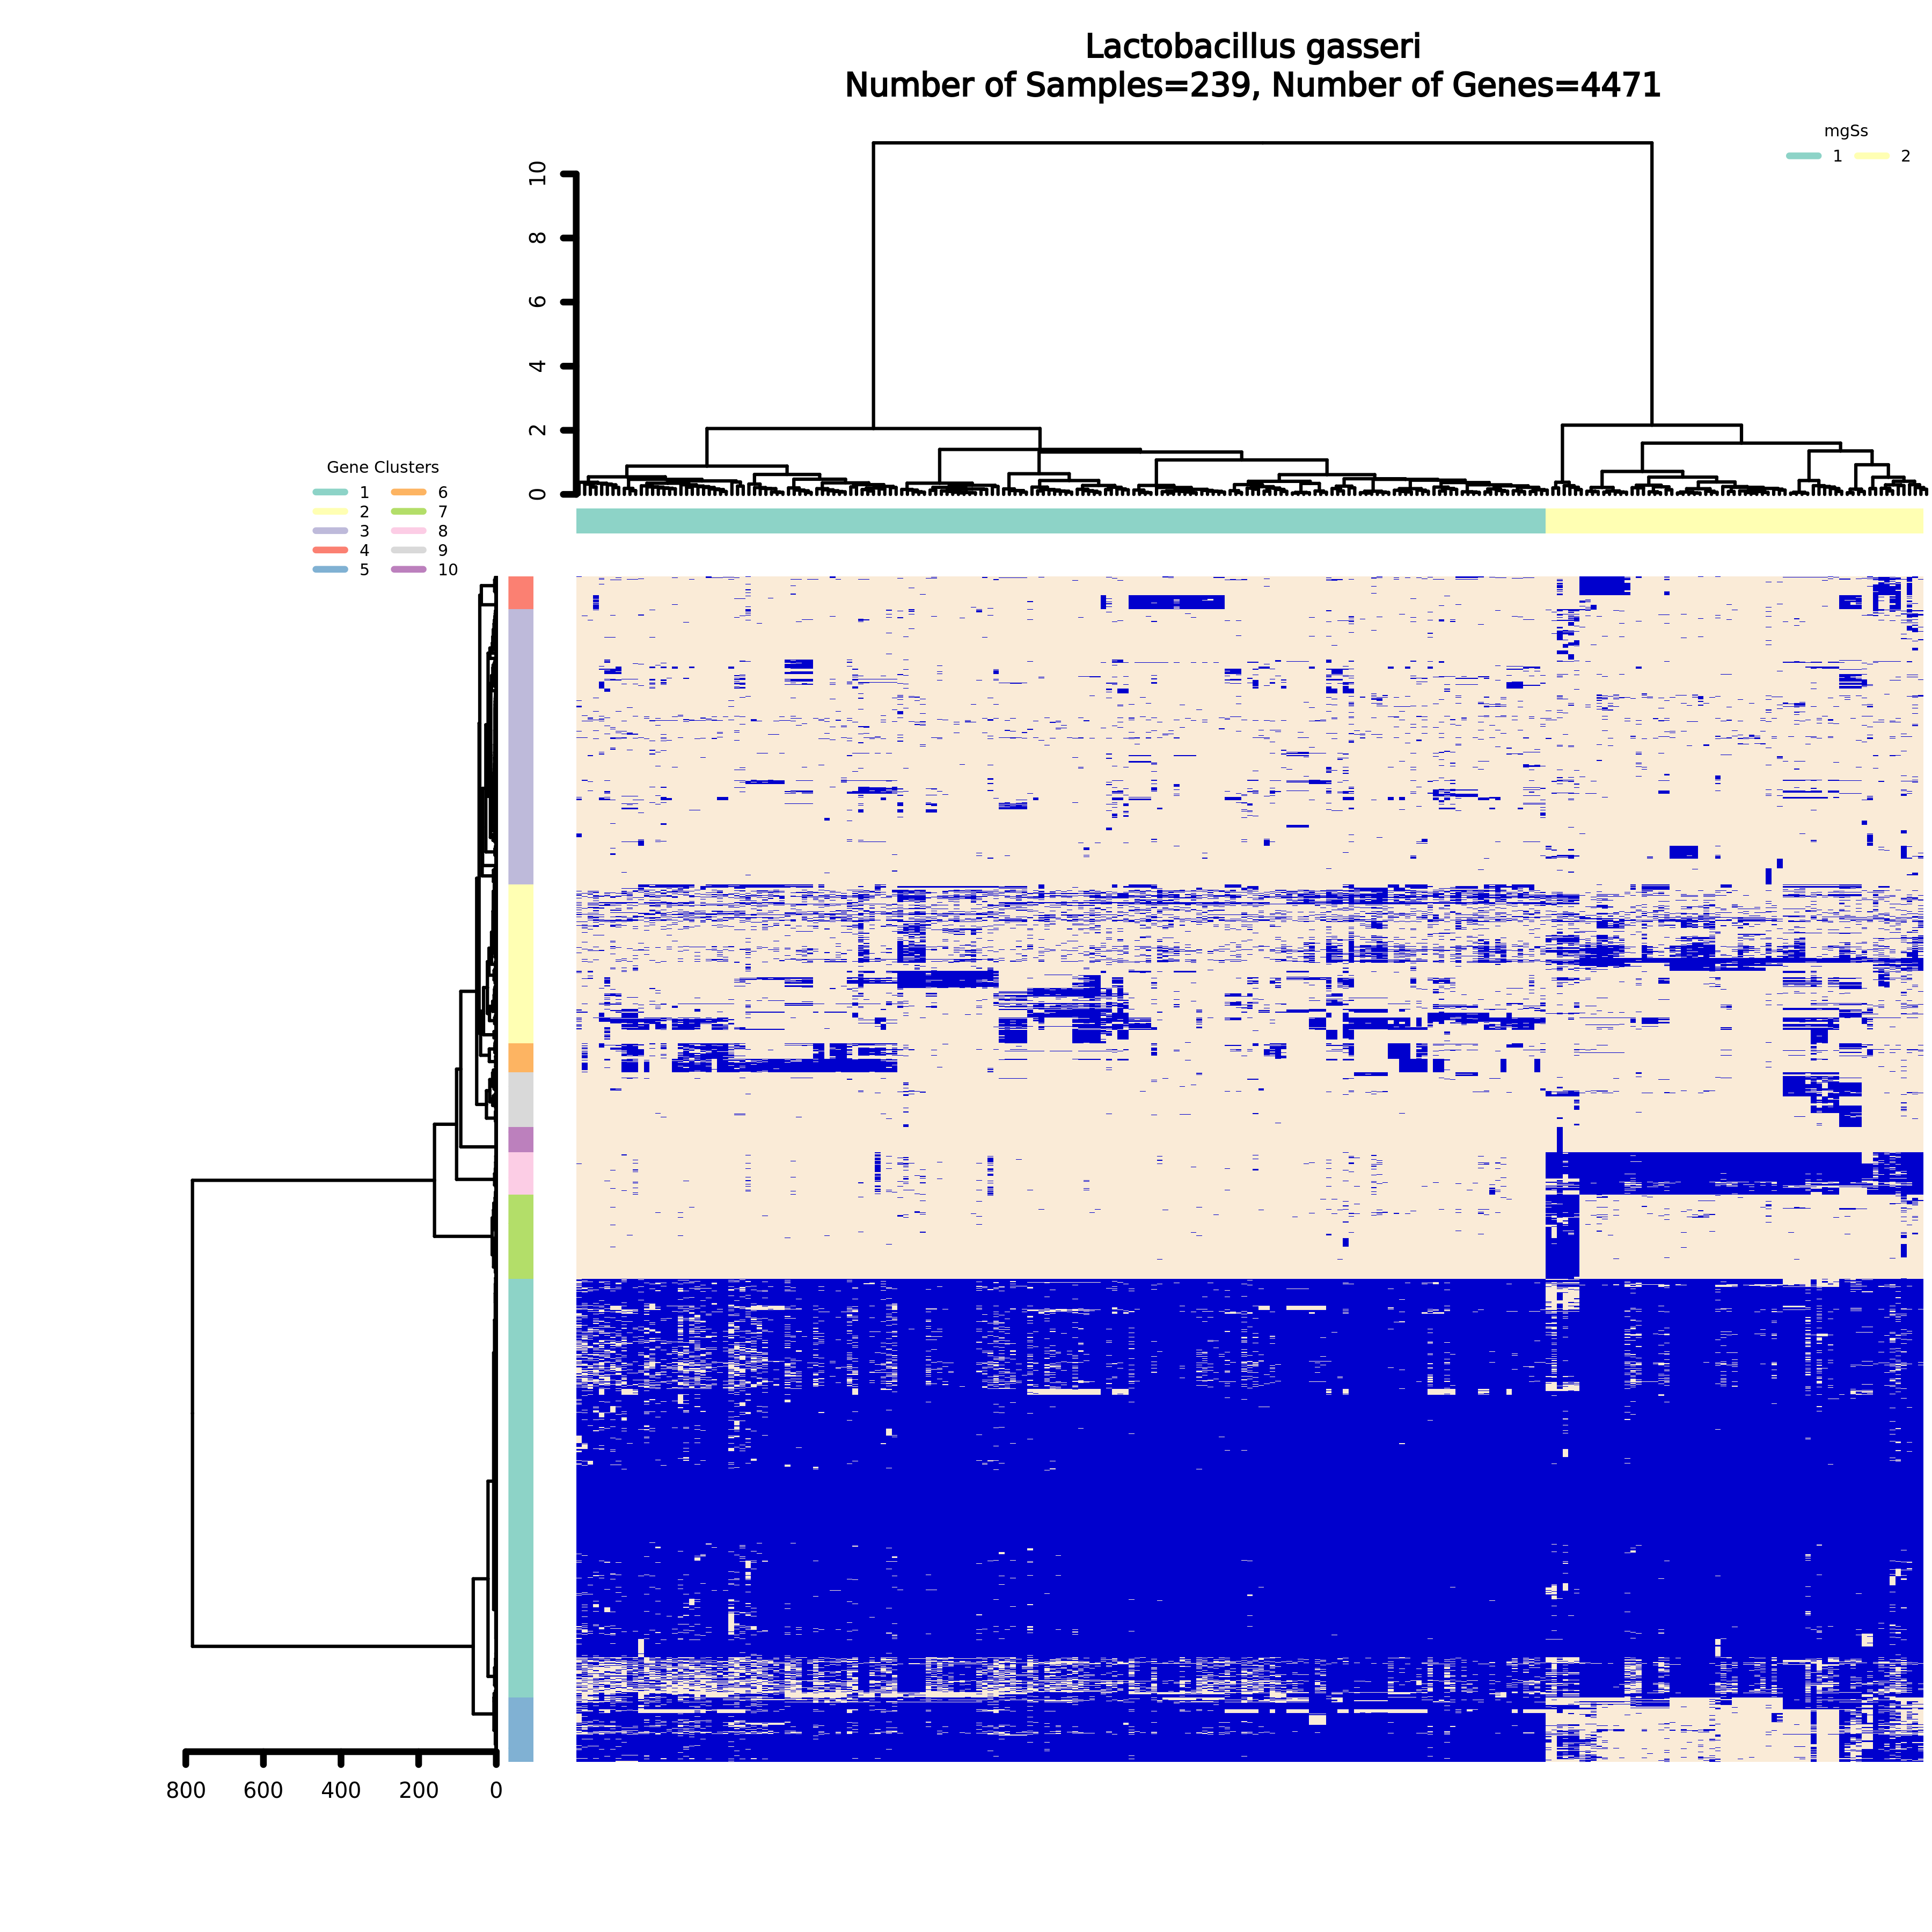 Lactobacillus gasseri
Number of Samples=239, Number of Genes=4471
mgSs
1 2
10
8
6
4
2
0
Gene Clusters
1 6
2 7
3 8
4 9
5 10
800 600 400 200 0